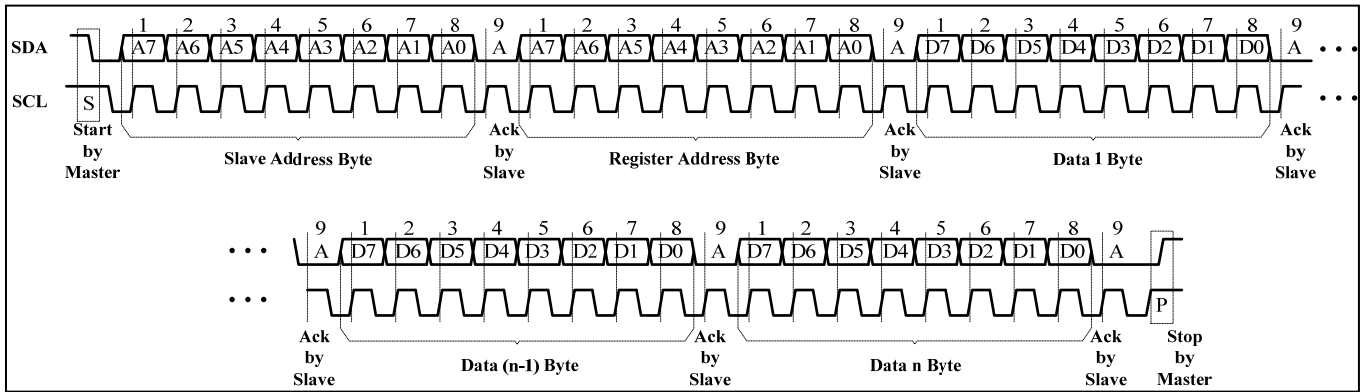 1 2 3 4 5 6 7 8 9 1 2 3 4 5 6 7 8 9 1 2 3 4 5 6 7 8 9
SDA A7 A6 A5 A4 A3 A2 A1 A0 A A7 A6 A5 A4 A3 A2 A1 A0 A D7 D6 D5 D4 D3 D2 D1 D0 A • • •
SCL S • • •
Start by Master
Slave Address Byte
Ack by Slave
Register Address Byte
Ack by Slave
Data 1 Byte
Ack by Slave
9 1 2 3 4 5 6 7 8 9 1 2 3 4 5 6 7 8 9
• • • A D7 D6 D5 D4 D3 D2 D1 D0 A D7 D6 D5 D4 D3 D2 D1 D0 A
• • • P
Ack by Slave
Data (n-1) Byte
Ack by Slave
Data n Byte
Ack by Slave
Stop by Master